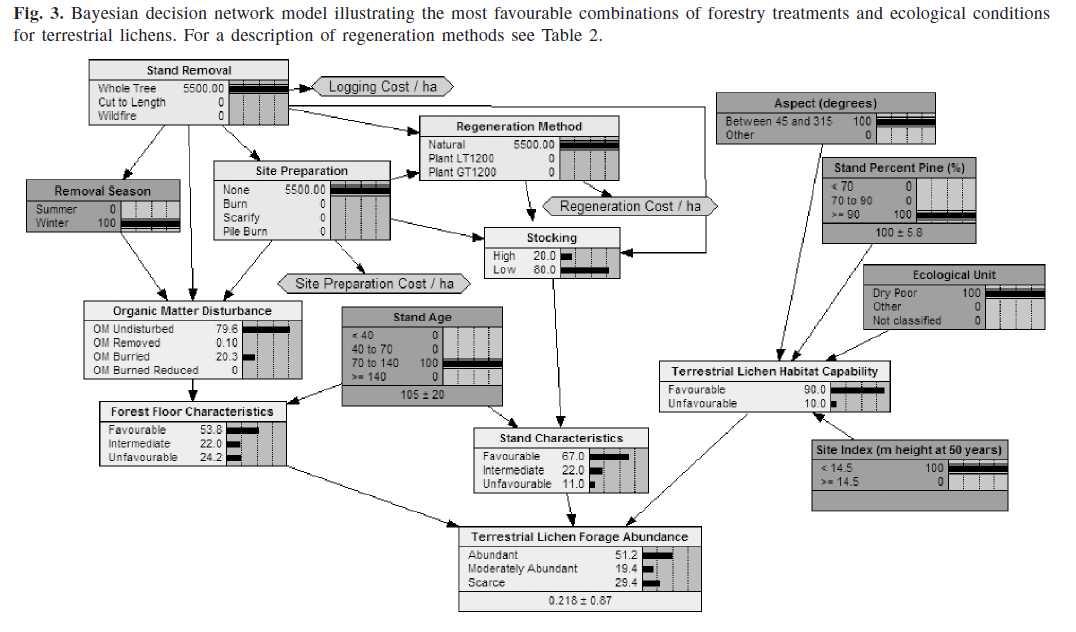 Fig. 3. Bayesian decision network model illustrating the most favourable combinations of forestry treatments and ecological conditions
for terrestrial lichens. For a description of regeneration methods see Table 2.
Stand Removal
Whole Tree 5500.00
Cut to Length 0
Wildfire 0
Logging Cost / ha
Regeneration Method
Natural 5500.00
Plant LT1200 0
Plant GT1200 0
Aspect (degrees)
Between 45 and 315 100
Other 0
Stand Percent Pine (%)
< 70 0
70 to 90 0
>= 90 100
100 ± 5.8
Removal Season
Summer 0
Winter 100
Site Preparation
None 5500.00
Burn 0
Scarify 0
Pile Burn 0
Regeneration Cost / ha
Stocking
High 20.0
Low 80.0
Site Preparation Cost / ha
Ecological Unit
Dry Poor 100
Other 0
Not classified 0
Organic Matter Disturbance
OM Undisturbed 79.6
OM Removed 0.10
OM Burried 20.3
OM Burned Reduced 0
Stand Age
< 40 0
40 to 70 0
70 to 140 100
>= 140 0
105 ± 20
Terrestrial Lichen Habitat Capability
Favourable 90.0
Unfavourable 10.0
Forest Floor Characteristics
Favourable 53.8
Intermediate 22.0
Unfavourable 24.2
Stand Characteristics
Favourable 67.0
Intermediate 22.0
Unfavourable 11.0
Site Index (m height at 50 years)
< 14.5 100
>= 14.5 0
Terrestrial Lichen Forage Abundance
Abundant 51.2
Moderately Abundant 19.4
Scarce 29.4
0.218 ± 0.87